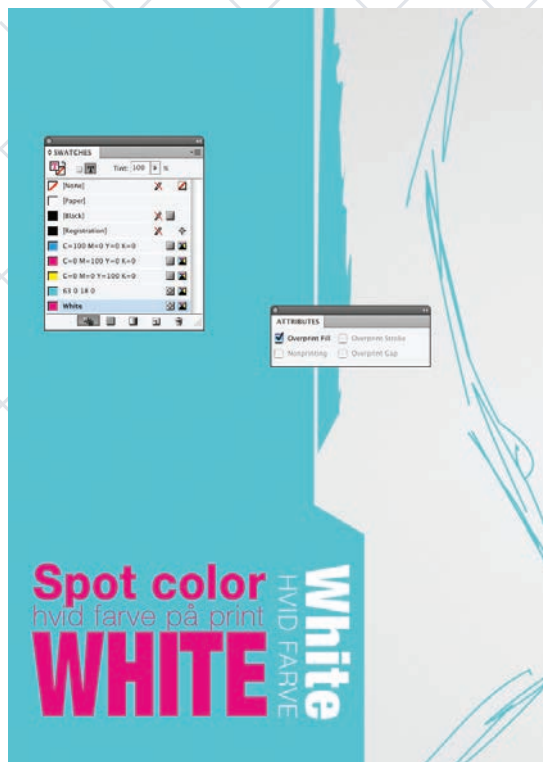 SWATCHES
Tint: 100 %
[None]
[Paper]
[Black]
[Registration]
C=100 M=0 Y=0 K=0
C=0 M=100 Y=0 K=0
C=0 M=0 Y=100 K=0
63 0 18 0
White
ATTRIBUTES
Overprint Fill Overprint Stroke
Nonprinting Overprint Gap
Spot color
hvid farve på print
WHITE
White
HVID FARVE